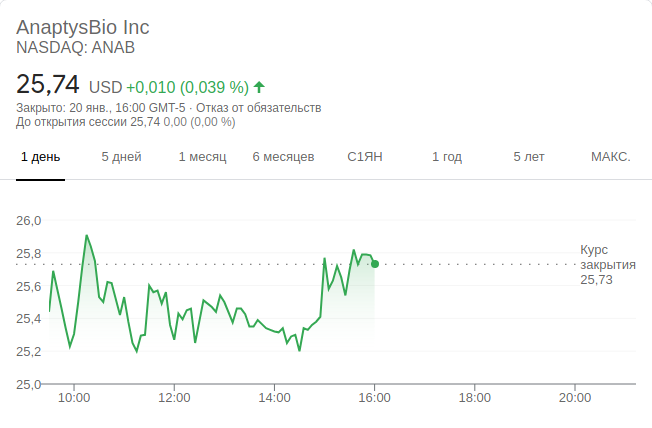 AnaptysBio Inc
NASDAQ: ANAB
25,74 USD +0,010 (0,039 %)
Закрыто: 20 янв., 16:00 GMT-5 · Отказ от обязательств
До открытия сессии 25,74 0,00 (0,00 %)
1 день 5 дней 1 месяц 6 месяцев С1ЯН 1 год 5 лет МАКС.
26,0
25,8
25,6
25,4
25,2
25,0
Курс
закрытия
25,73
10:00 12:00 14:00 16:00 18:00 20:00